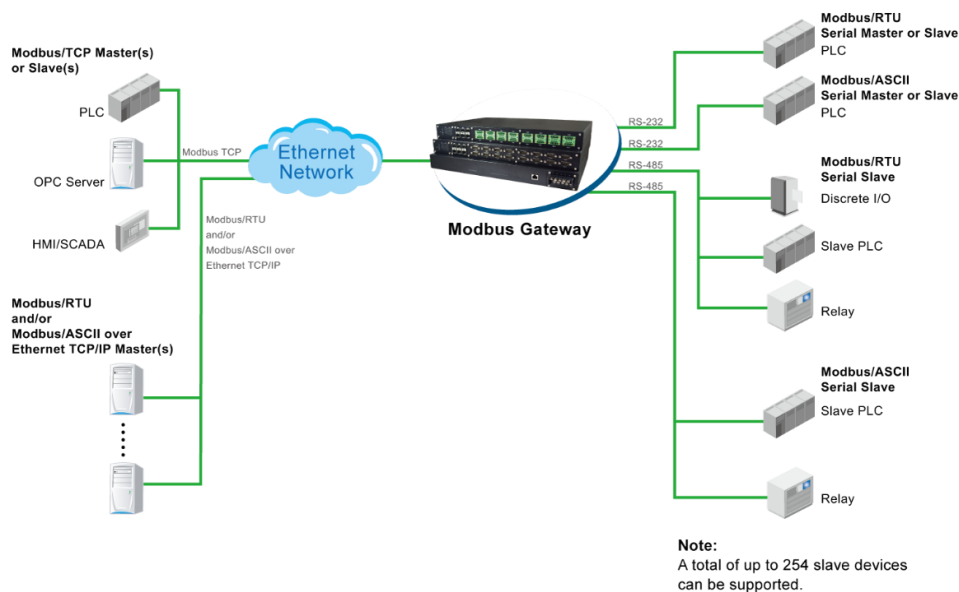 Modbus/TCP Master(s)
or Slave(s)
PLC
OPC Server
HMI/SCADA
Modbus TCP
Ethernet
Network
Modbus/RTU
and/or
Modbus/ASCII over
Ethernet TCP/IP
Modbus/RTU
and/or
Modbus/ASCII over
Ethernet TCP/IP Master(s)
Modbus Gateway
RS-232
RS-232
RS-485
RS-485
Modbus/RTU
Serial Master or Slave
PLC
Modbus/ASCII
Serial Master or Slave
PLC
Modbus/RTU
Serial Slave
Discrete I/O
Slave PLC
Relay
Modbus/ASCII
Serial Slave
Slave PLC
Relay
Note:
A total of up to 254 slave devices
can be supported.